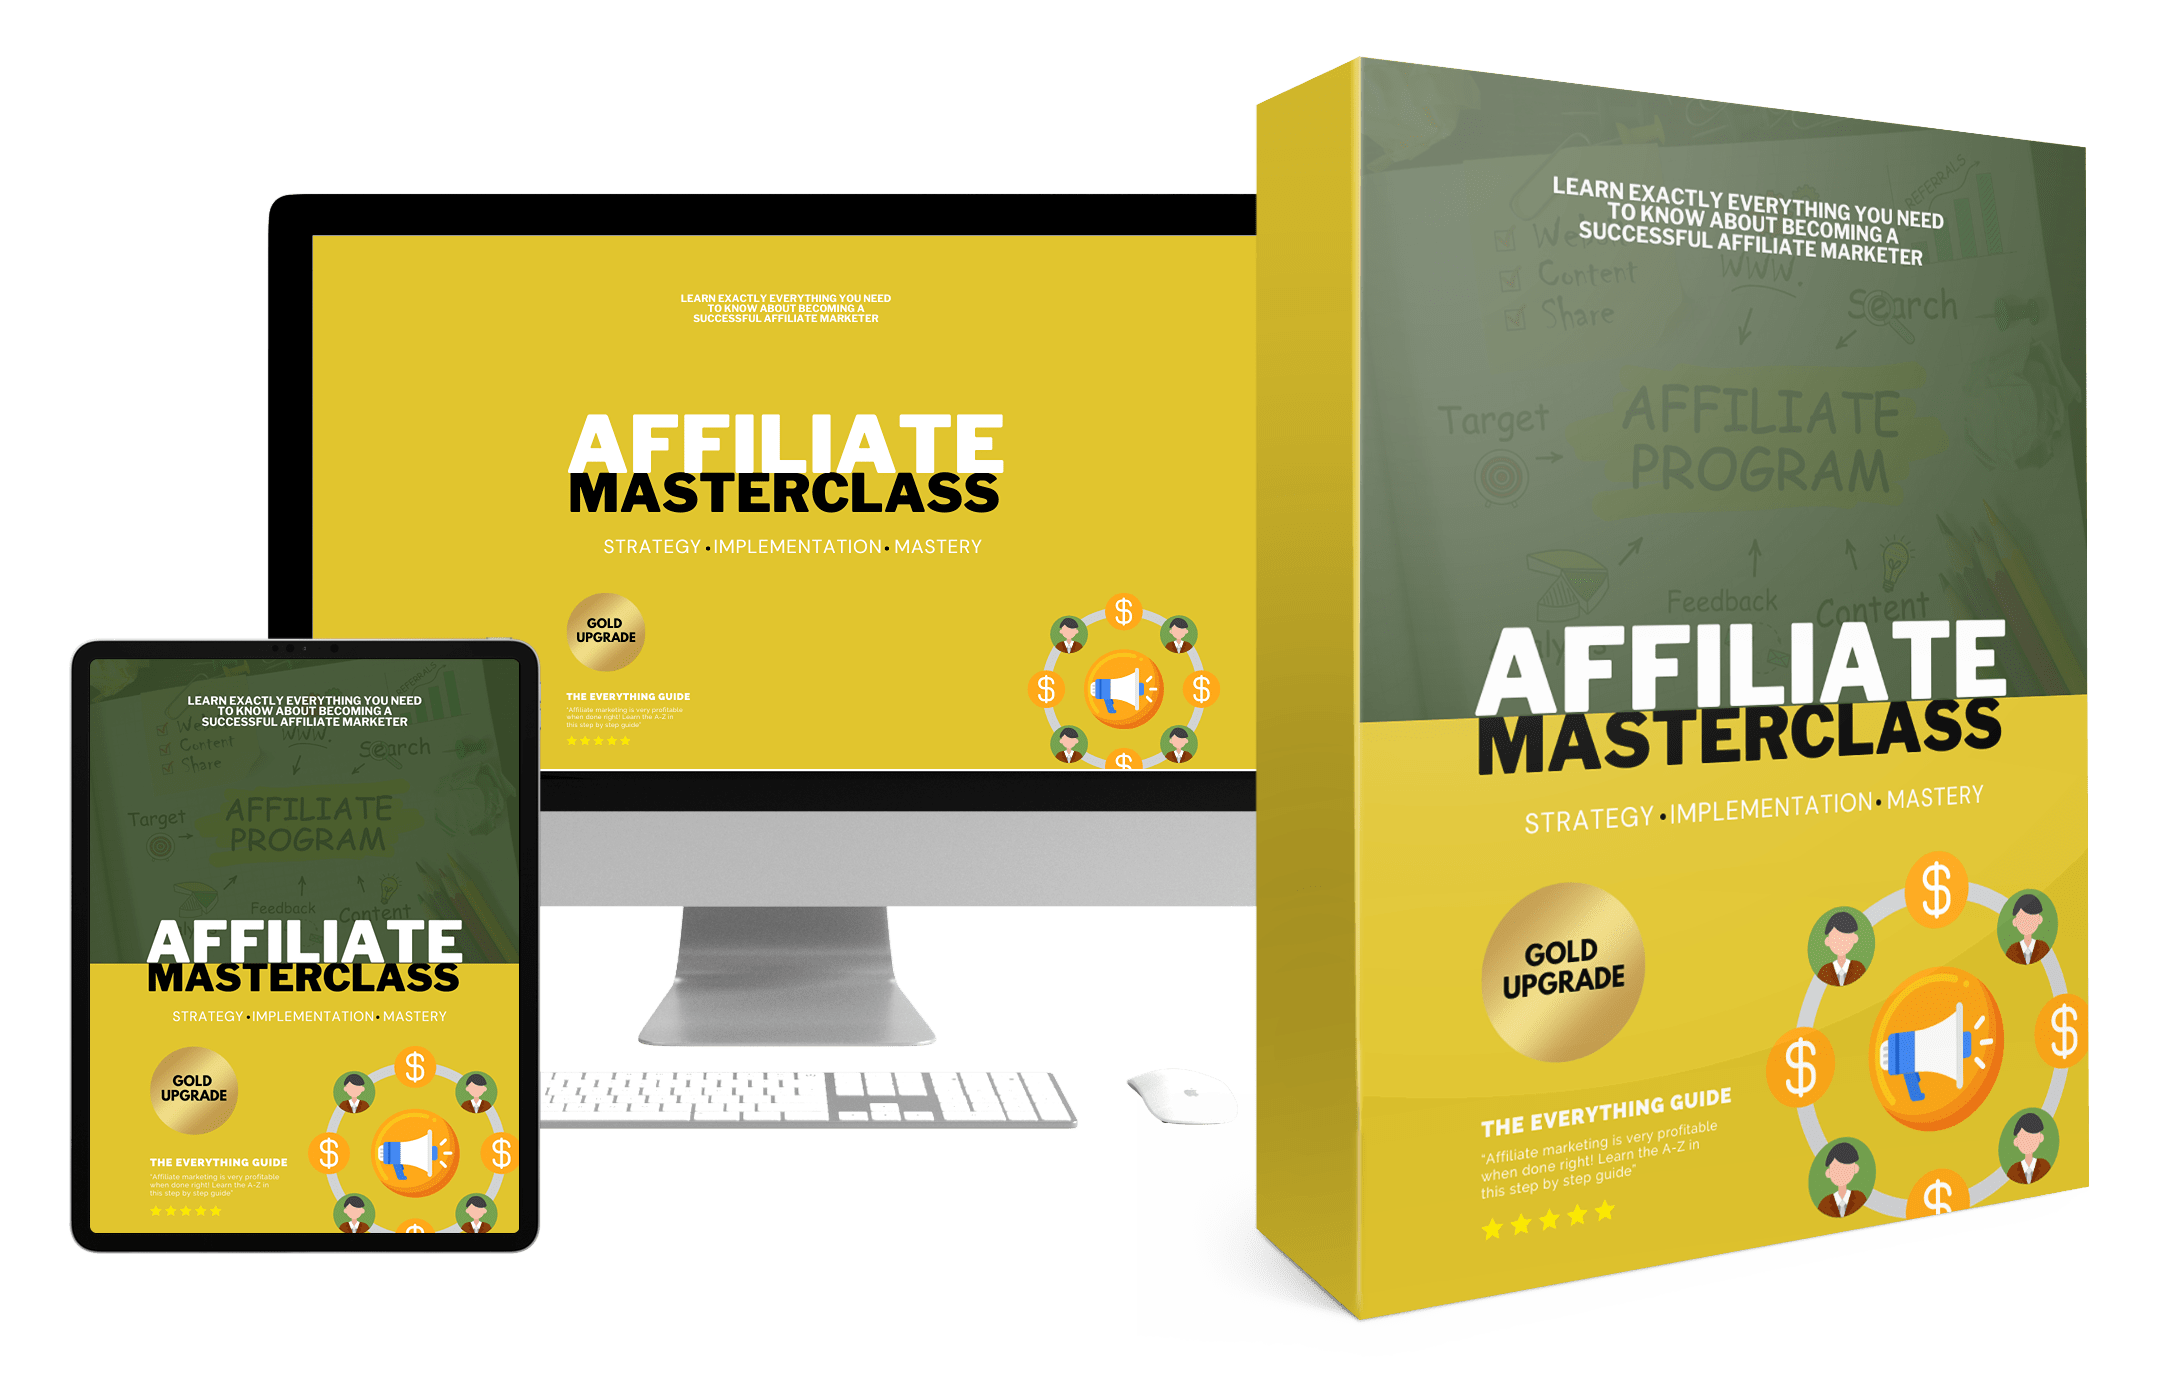 LEARN EXACTLY EVERYTHING YOU NEED
TO KNOW ABOUT BECOMING A
SUCCESSFUL AFFILIATE MARKETER
AFFILIATE
MASTERCLASS
STRATEGY•IMPLEMENTATION•MASTERY
GOLD
UPGRADE
THE EVERYTHING GUIDE
"Affiliate marketing is very profitable
when done right! Learn the A-Z in
this step by step guide"
$
$
$
$
LEARN EXACTLY EVERYTHING YOU NEED
TO KNOW ABOUT BECOMING A
SUCCESSFUL AFFILIATE MARKETER
REFERRALS
Content
WWW.
Search
Share
Target
AFFILIATE
PROGRAM
Feedback
Content
AFFILIATE
MASTERCLASS
STRATEGY•IMPLEMENTATION•MASTERY
GOLD
UPGRADE
THE EVERYTHING GUIDE
"Affiliate marketing is very profitable
when done right! Learn the A-Z in
this step by step guide"
$
$
$
$
LEARN EXACTLY EVERYTHING YOU NEED
TO KNOW ABOUT BECOMING A
SUCCESSFUL AFFILIATE MARKETER
REFERRALS
Content
WWW.
Search
Share
Target
AFFILIATE
PROGRAM
Feedback
Content
AFFILIATE
MASTERCLASS
STRATEGY•IMPLEMENTATION•MASTERY
GOLD
UPGRADE
THE EVERYTHING GUIDE
"Affiliate marketing is very profitable
when done right! Learn the A-Z in
this step by step guide"
$
$
$
$